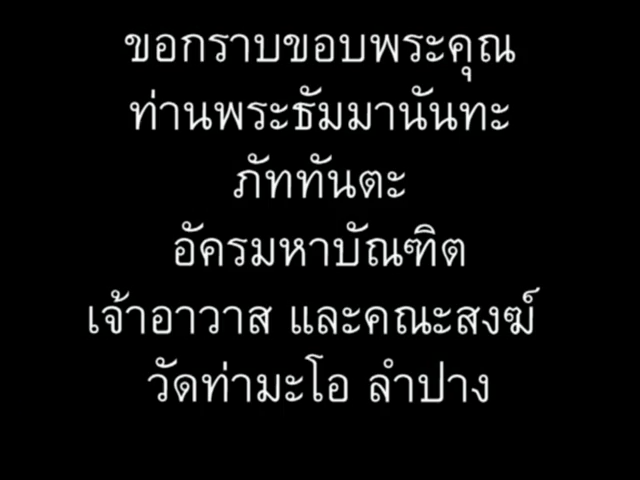 ขอกราบขอบพระคุณ
ท่านพระธัมมานันทะ
ภัททันตะ
อัครมหาบัณฑิต
เจ้าอาวาส และคณะสงฆ์
วัดท่ามะโอ ลำปาง